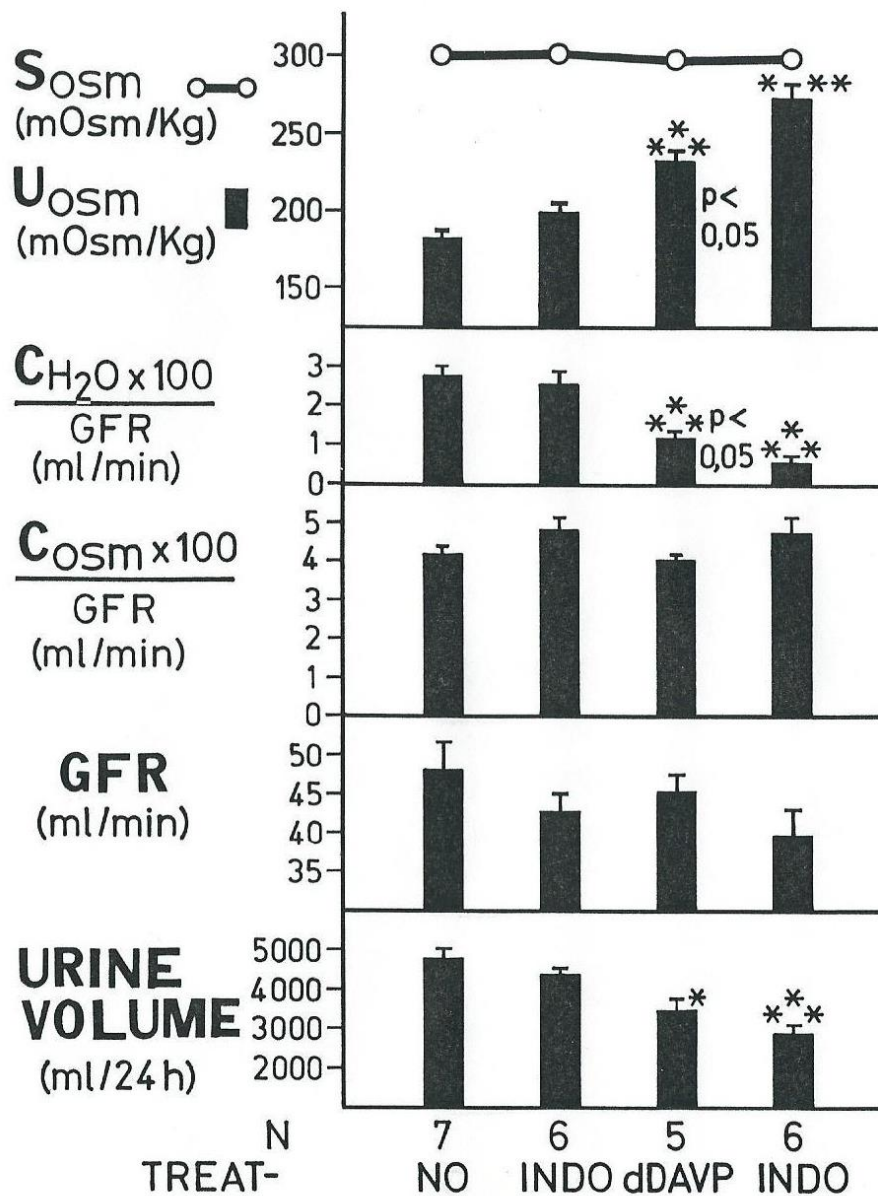 Sosm
(mOsm/Kg)
Uosm
(mOsm/Kg)
300
250
200
150
* **
*
* *
p<
0,05
CH2O x 100
GFR
(ml/min)
3
2
1
0
*
* *
p<
0,05
*
* *
Cosm x 100
GFR
(ml/min)
5
4
3
2
1
0
GFR
(ml/min)
50
45
40
35
URINE
VOLUME
(ml/24h)
5000
4000
3000
2000
*
*
* *
N 7 6 5 6
TREAT- NO INDO dDAVP INDO